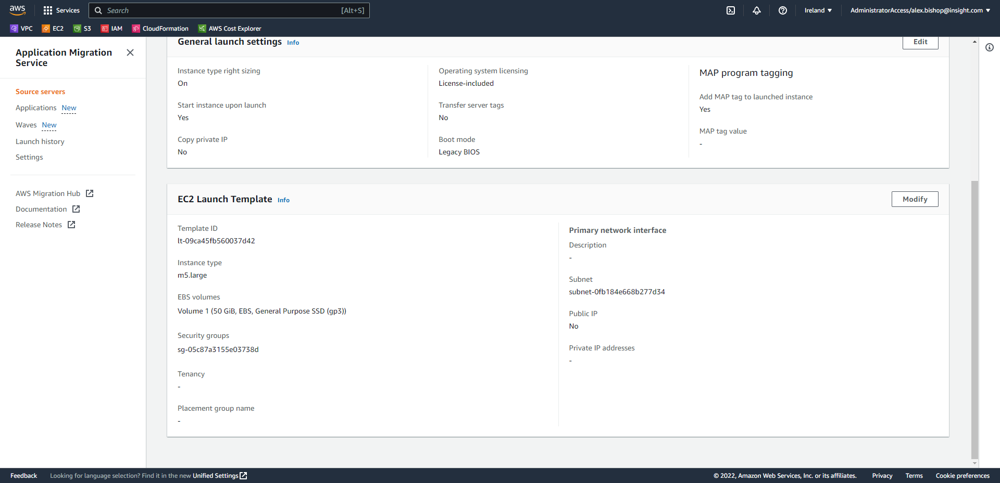 aws
Services
Search
[Alt+S]
Ireland ▼
AdministratorAccess/alex.bishop@insight.com ▼
VPC
EC2
S3
IAM
CloudFormation
AWS Cost Explorer
Application Migration
Service
Source servers
Applications New
Waves New
Launch history
Settings
AWS Migration Hub
Documentation
Release Notes
General launch settings Info
Edit
Instance type right sizing
On
Start instance upon launch
Yes
Copy private IP
No
Operating system licensing
License-included
Transfer server tags
No
Boot mode
Legacy BIOS
MAP program tagging
Add MAP tag to launched instance
Yes
MAP tag value
-
EC2 Launch Template Info
Modify
Template ID
lt-09ca45fb560037d42
Instance type
m5.large
EBS volumes
Volume 1 (50 GiB, EBS, General Purpose SSD (gp3))
Security groups
sg-05c87a3155e03738d
Tenancy
-
Placement group name
-
Primary network interface
Description
-
Subnet
subnet-0fb184e668b277d34
Public IP
No
Private IP addresses
-
Feedback
Looking for language selection? Find it in the new Unified Settings
© 2022, Amazon Web Services, Inc. or its affiliates.
Privacy
Terms
Cookie preferences